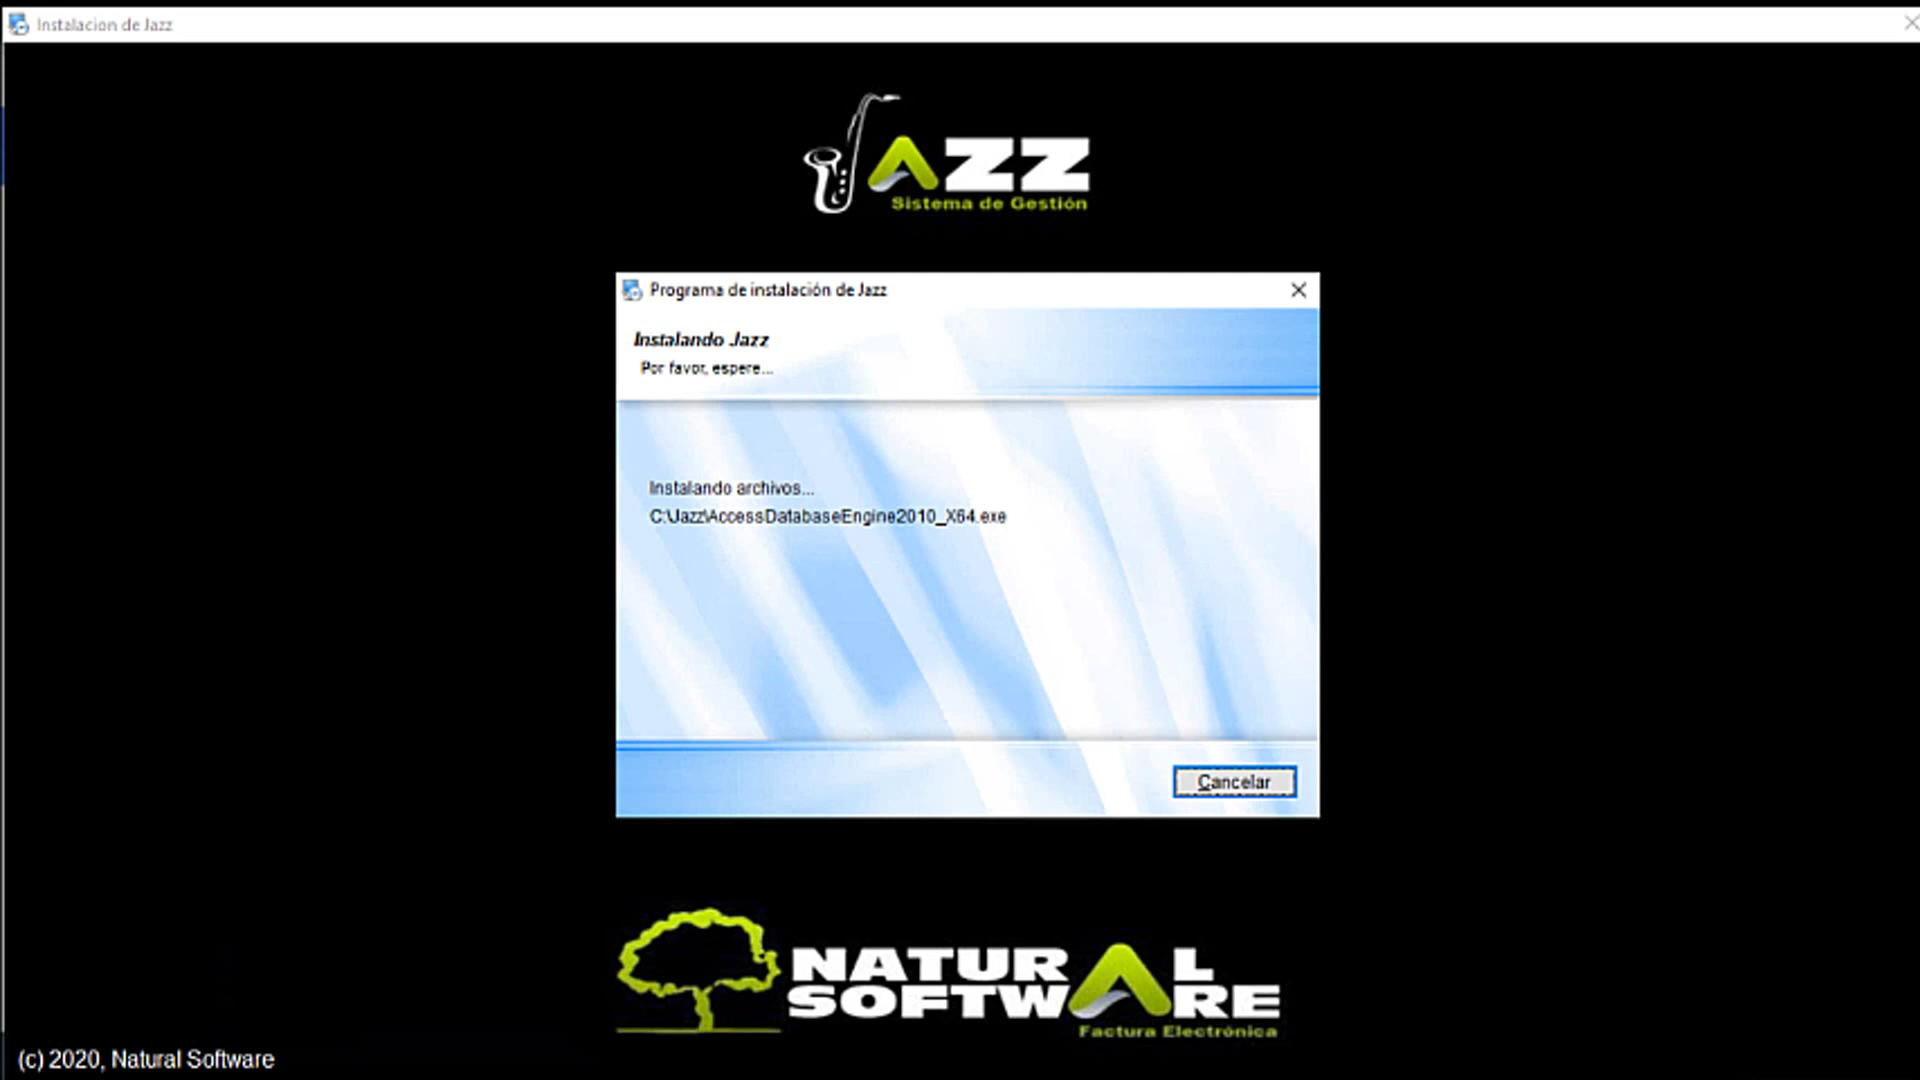 Instalacion de Jazz
JAZZ
Sistema de Gestión
Programa de instalación de Jazz
Instalando Jazz
Por favor, espere...
Instalando archivos...
C:\Jazz\AccessDatabaseEngine2010_X64.exe
Cancelar
NATURAL
SOFTWARE
Factura Electrónica
(c) 2020, Natural Software